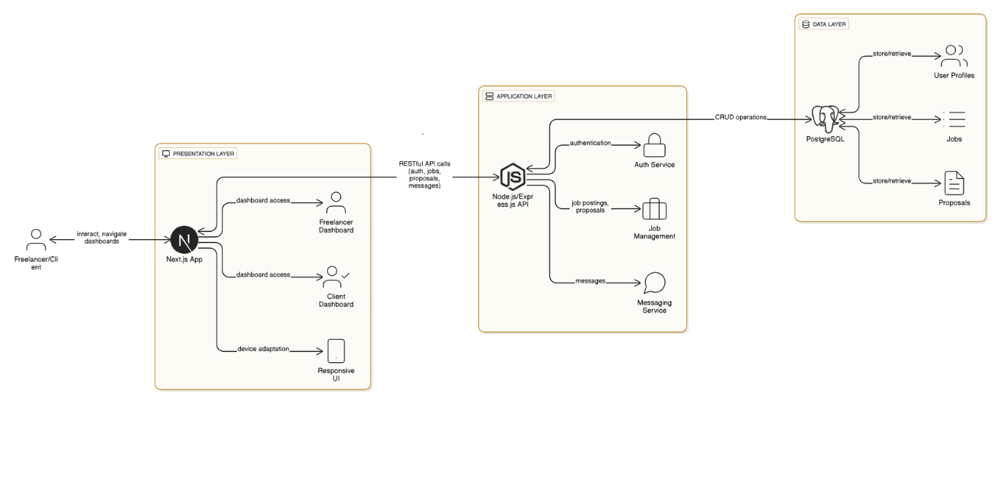 DATA LAYER
store/retrieve
User Profiles
APPLICATION LAYER
CRUD operations
store/retrieve
PostgreSQL
Jobs
authentication
Auth Service
PRESENTATION LAYER
RESTful API calls
(auth, jobs,
proposals,
messages)
JS
Node.js/Expr
ess.js API
store/retrieve
Proposals
dashboard access
Freelancer
Dashboard
job postings,
proposals
Job
Management
interact, navigate
dashboards
Freelancer/Cli
ent
N
Next.js App
dashboard access
Client
Dashboard
messages
Messaging
Service
device adaptation
Responsive
UI